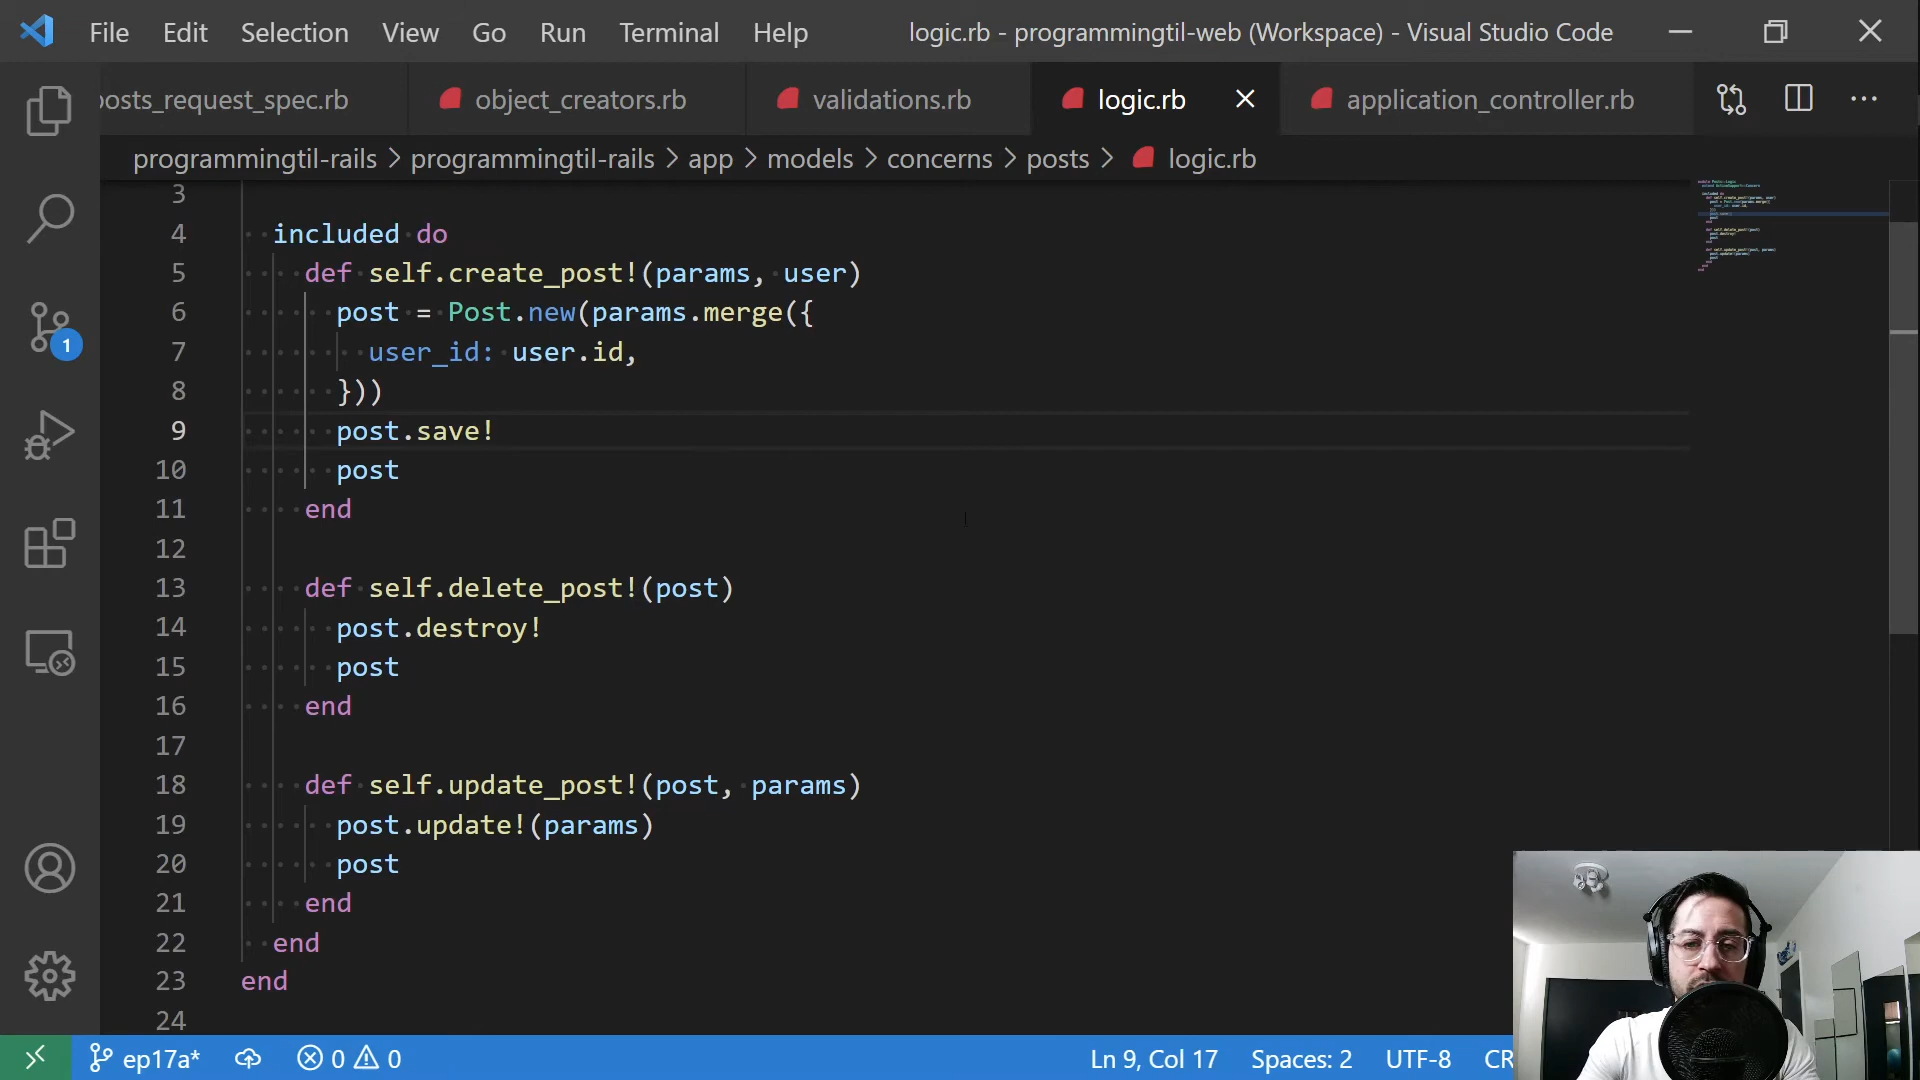 File Edit Selection View Go Run Terminal Help logic.rb - programmingtil-web (Workspace) - Visual Studio Code
posts_request_spec.rb object_creators.rb validations.rb logic.rb application_controller.rb
programmingtil-rails > programmingtil-rails > app > models > concerns > posts > logic.rb
3
4 included do
5 def self.create_post!(params, user)
6 post = Post.new(params.merge({
7 user_id: user.id,
8 }))
9 post.save!
10 post
11 end
12
13 def self.delete_post!(post)
14 post.destroy!
15 post
16 end
17
18 def self.update_post!(post, params)
19 post.update!(params)
20 post
21 end
22 end
23 end
24
1
ep17a* 0 0 Ln 9, Col 17 Spaces: 2 UTF-8 CR